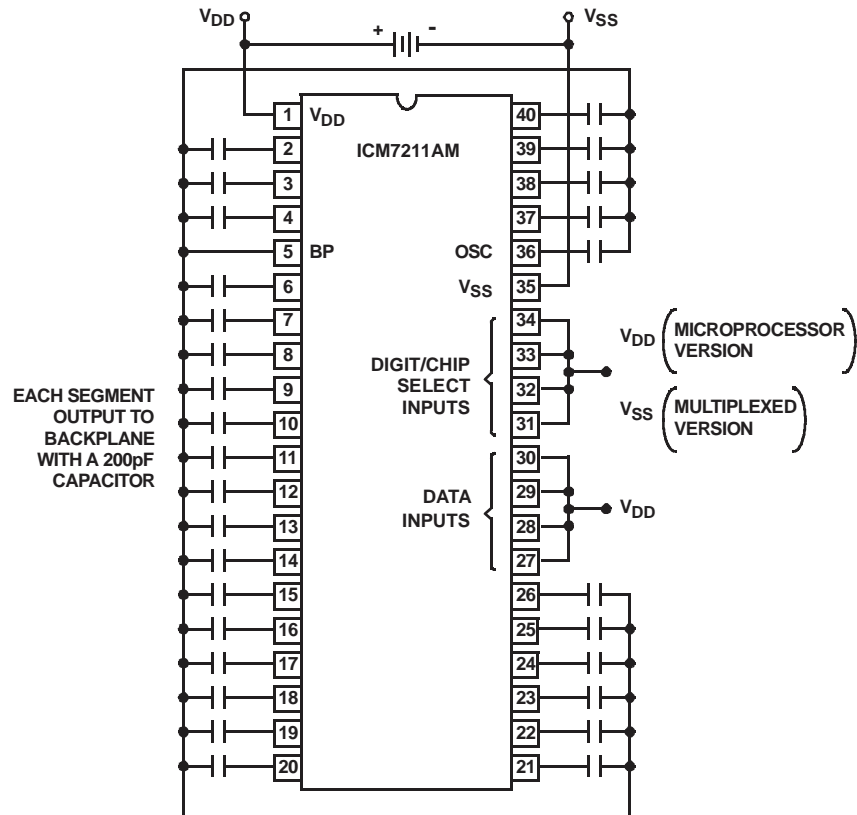 VDD
+ -
VSS
1 VDD
ICM7211AM
2
3
4
5 BP
6
7
8
9
10
11
12
13
14
15
16
17
18
19
20
40
39
38
37
OSC 36
VSS 35
34
33
32
31
30
29
28
27
26
25
24
23
22
21
DIGIT/CHIP
SELECT
INPUTS
DATA
INPUTS
VDD (MICROPROCESSOR
VERSION)
VSS (MULTIPLEXED
VERSION)
VDD
EACH SEGMENT
OUTPUT TO
BACKPLANE
WITH A 200pF
CAPACITOR